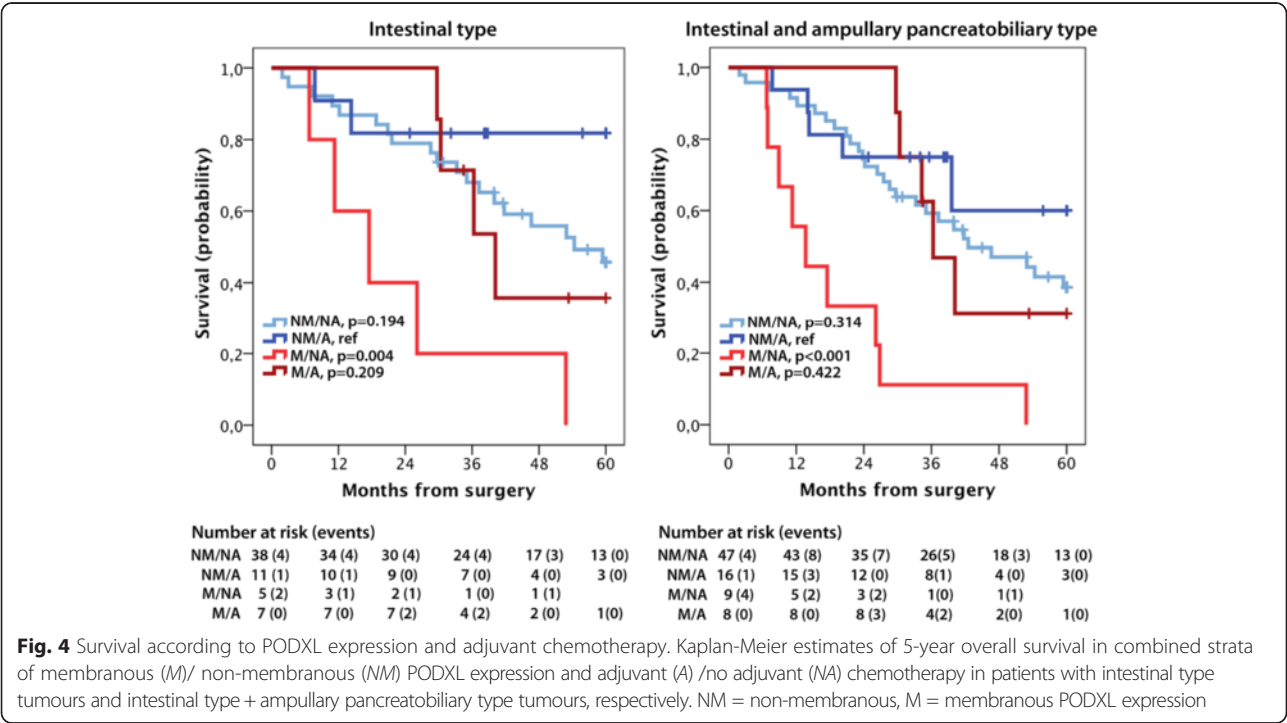 Intestinal type
1,0
0,8
0,6
0,4
0,2
0,0
Survival (probability)
NM/NA, p=0.194
NM/A, ref
M/NA, p=0.004
M/A, p=0.209
0 12 24 36 48 60
Months from surgery
Intestinal and ampullary pancreatobiliary type
1,0
0,8
0,6
0,4
0,2
0,0
Survival (probability)
NM/NA, p=0.314
NM/A, ref
M/NA, p<0.001
M/A, p=0.422
0 12 24 36 48 60
Months from surgery
Number at risk (events)
NM/NA 38 (4) 34 (4) 30 (4) 24 (4) 17 (3) 13 (0)
NM/A 11 (1) 10 (1) 9 (0) 7 (0) 4 (0) 3 (0)
M/NA 5 (2) 3 (1) 2 (1) 1 (0) 1 (1)
M/A 7 (0) 7 (0) 7 (2) 4 (2) 2 (0) 1(0)
Number at risk (events)
NM/NA 47 (4) 43 (8) 35 (7) 26(5) 18 (3) 13 (0)
NM/A 16 (1) 15 (3) 12 (0) 8(1) 4 (0) 3(0)
M/NA 9 (4) 5 (2) 3 (2) 1(0) 1(1)
M/A 8 (0) 8 (0) 8 (3) 4(2) 2(0) 1(0)
Fig. 4 Survival according to PODXL expression and adjuvant chemotherapy. Kaplan-Meier estimates of 5-year overall survival in combined strata
of membranous (M)/ non-membranous (NM) PODXL expression and adjuvant (A) /no adjuvant (NA) chemotherapy in patients with intestinal type
tumours and intestinal type + ampullary pancreatobiliary type tumours, respectively. NM = non-membranous, M = membranous PODXL expression